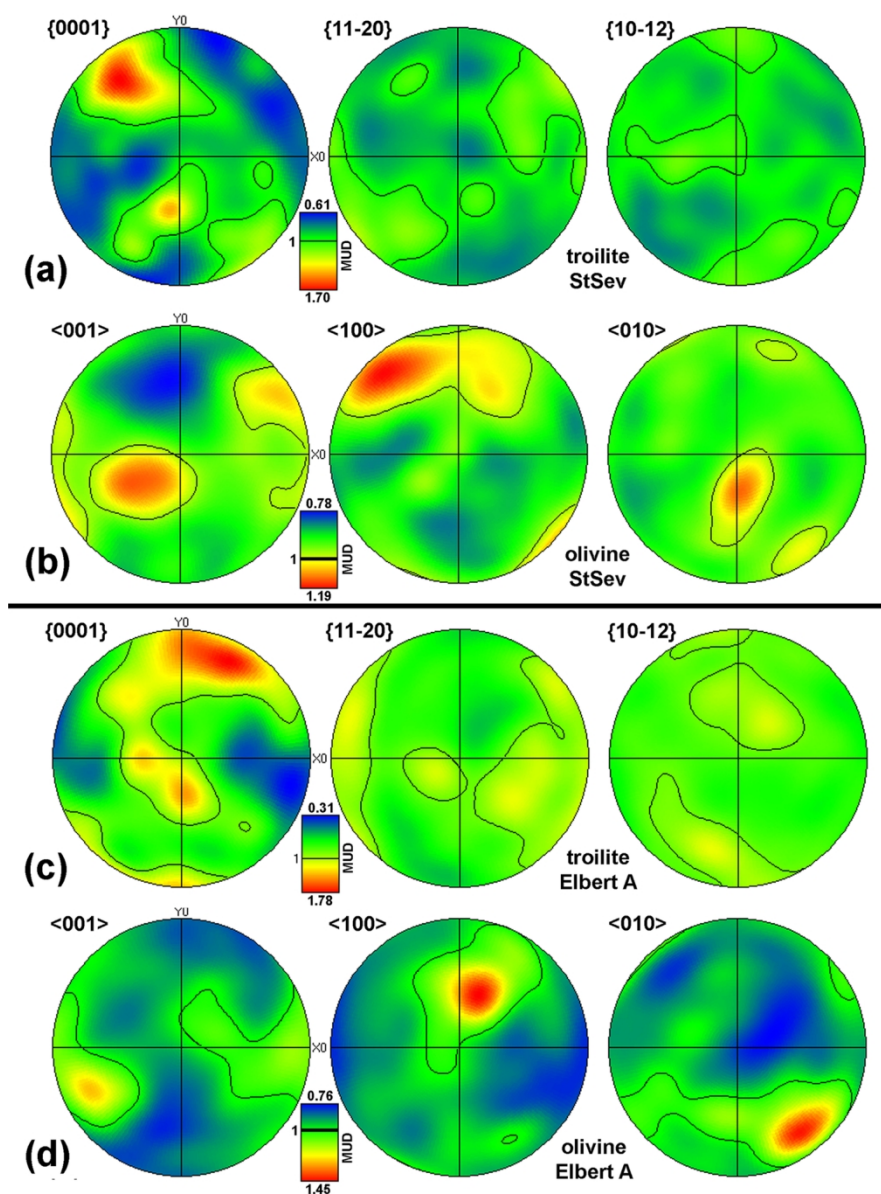 {0001} Y0 {11-20} {10-12}
X0
0.61
1 MUD
1.70
(a) troilite
StSev
<001> Y0 <100> <010>
X0
0.78
1 MUD
1.19
(b) olivine
StSev
{0001} Y0 {11-20} {10-12}
X0
0.31
1 MUD
1.78
(c) troilite
Elbert A
<001> Y0 <100> <010>
X0
0.76
1 MUD
1.45
(d) olivine
Elbert A